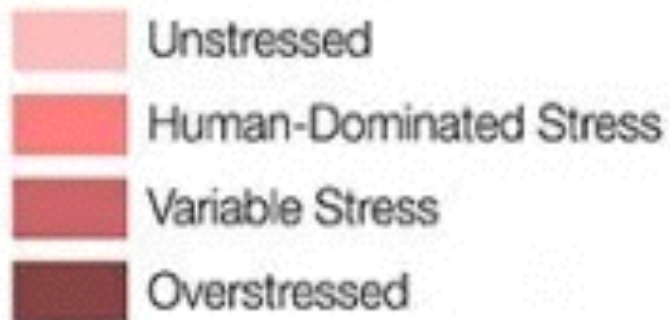 Unstressed
Human-Dominated Stress
Variable Stress
Overstressed